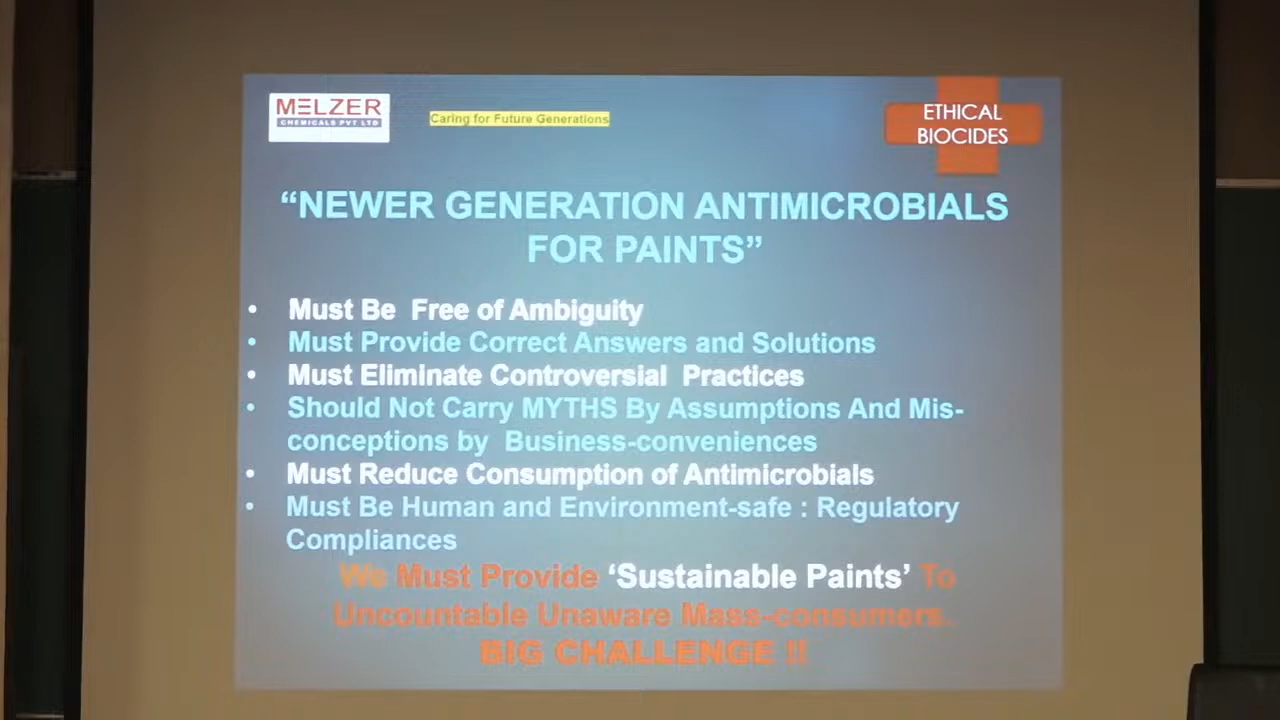 MELZER
CHEMICALS PVT LTD
Caring for Future Generations
ETHICAL
BIOCIDES
“NEWER GENERATION ANTIMICROBIALS
FOR PAINTS”
• Must Be Free of Ambiguity
• Must Provide Correct Answers and Solutions
• Must Eliminate Controversial Practices
• Should Not Carry MYTHS By Assumptions And Mis-
conceptions by Business-conveniences
• Must Reduce Consumption of Antimicrobials
• Must Be Human and Environment-safe : Regulatory
Compliances
We Must Provide ‘Sustainable Paints’ To
Uncountable Unaware Mass-consumers.
BIG CHALLENGE !!